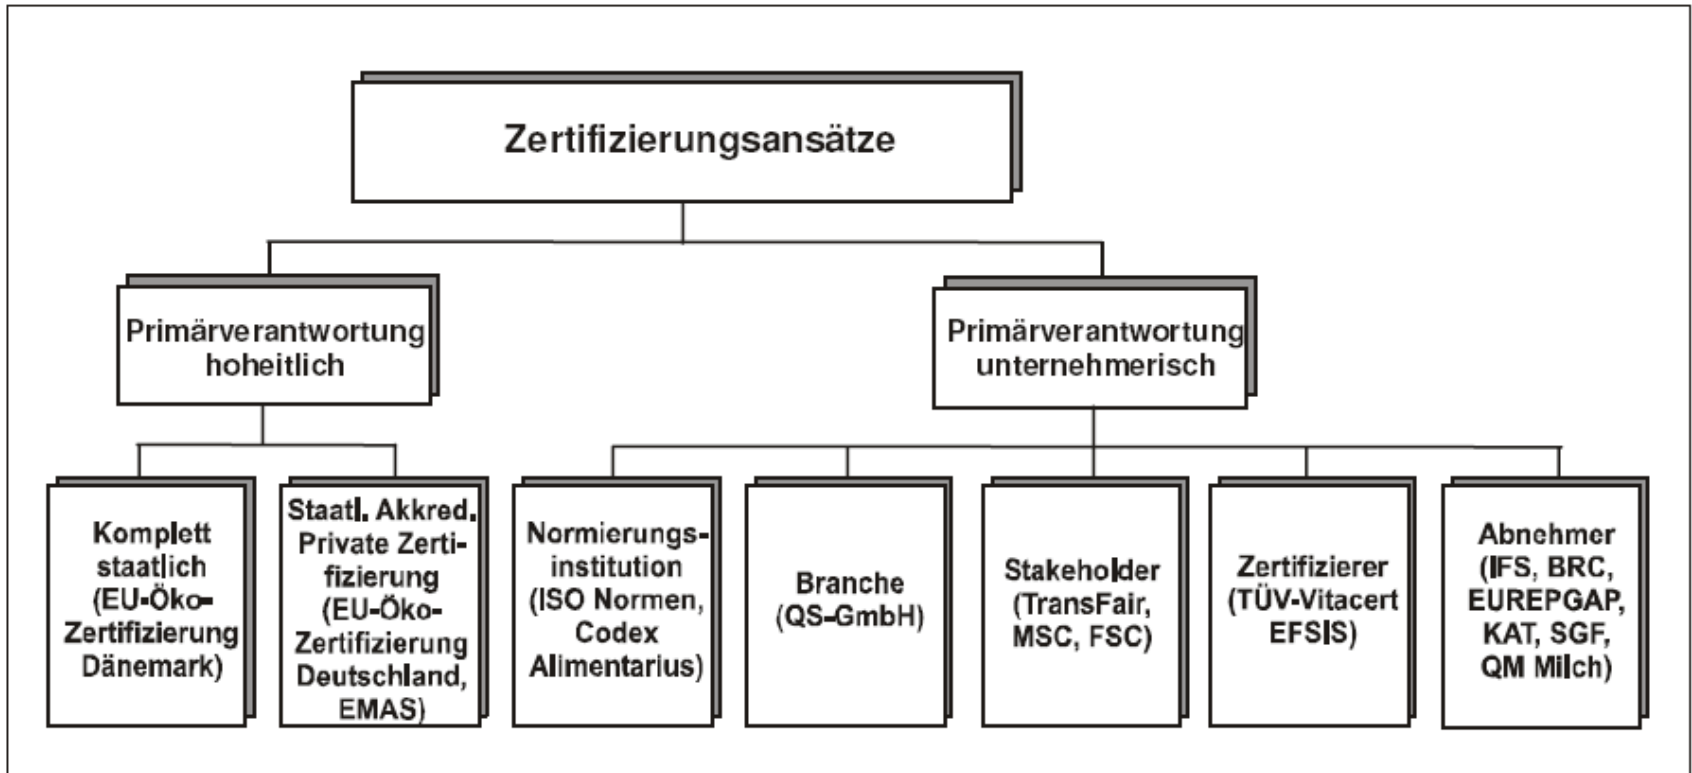 Zertifizierungsansätze
Primärverantwortung
hoheitlich
Primärverantwortung
unternehmerisch
Komplett
staatlich
(EU-Öko-
Zertifizierung
Dänemark)
Staatl. Akkred.
Private Zerti-
fizierung
(EU-Öko-
Zertifizierung
Deutschland,
EMAS)
Normierungs-
institution
(ISO Normen,
Codex
Alimentarius)
Branche
(QS-GmbH)
Stakeholder
(TransFair,
MSC, FSC)
Zertifizierer
(TÜV-Vitacert
EFSIS)
Abnehmer
(IFS, BRC,
EUREPGAP,
KAT, SGF,
QM Milch)